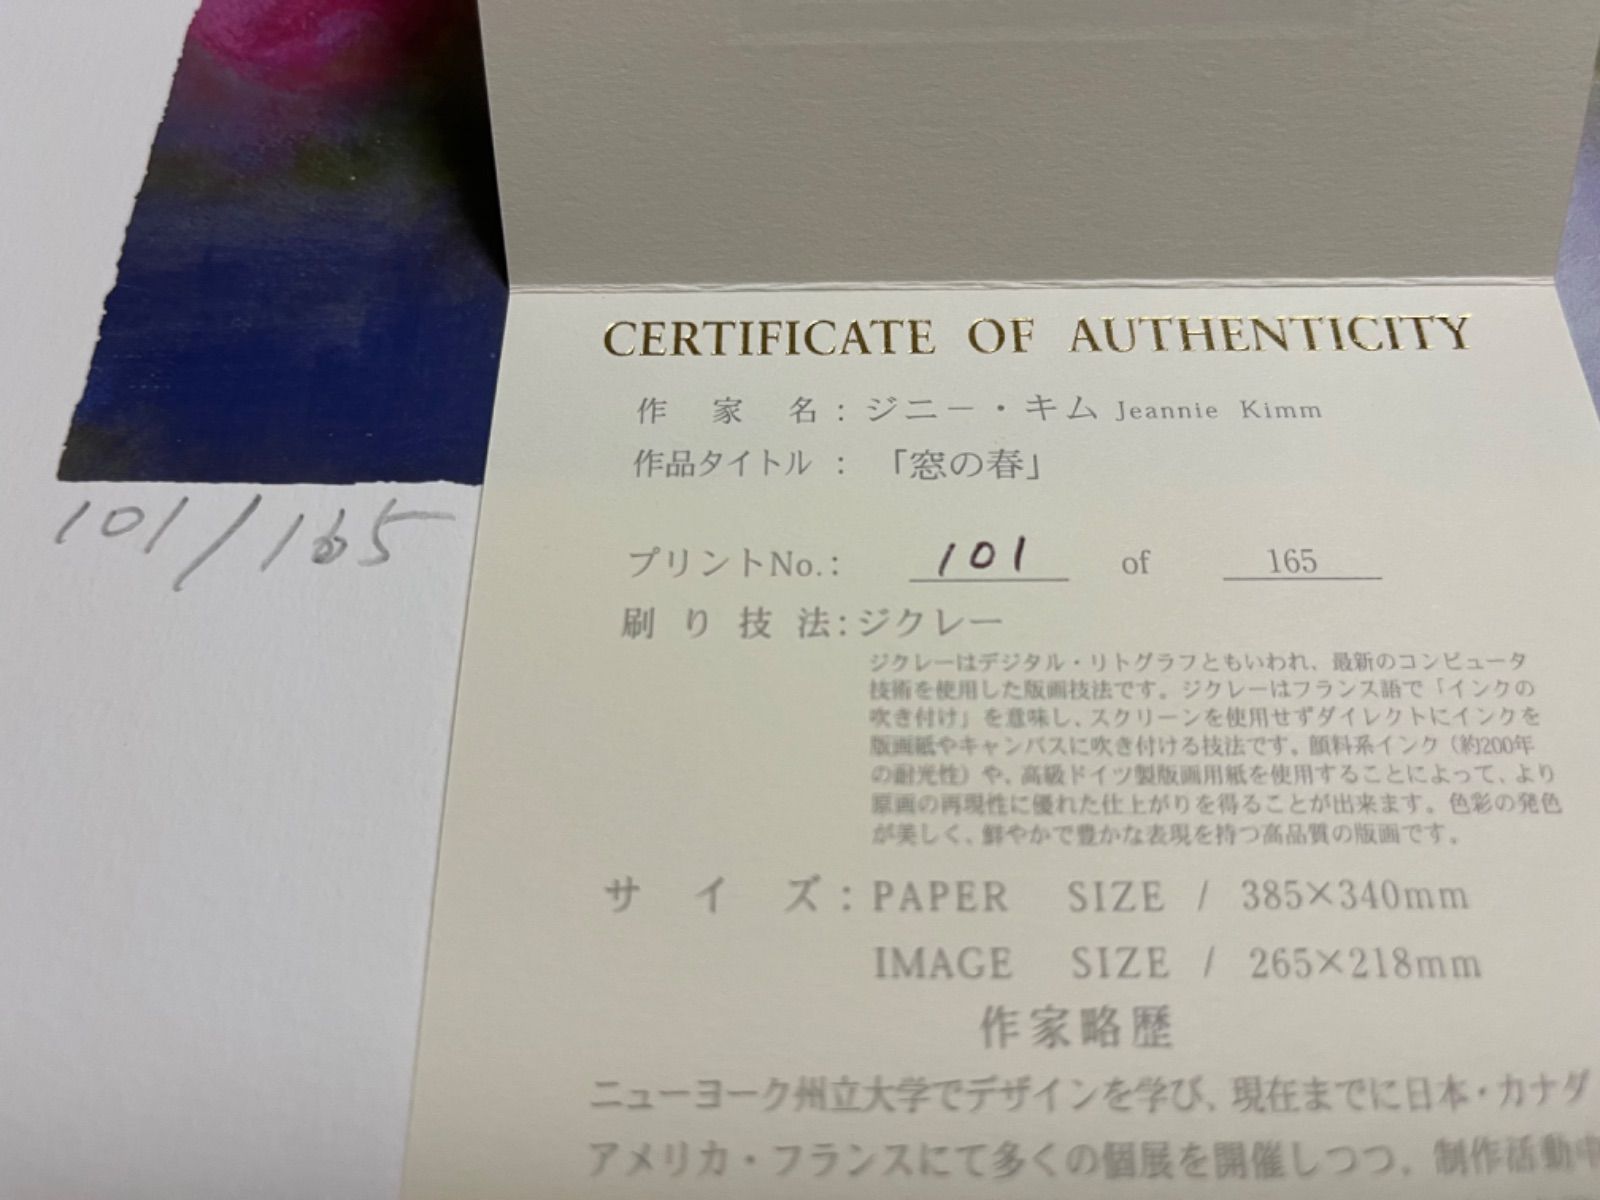 CERTIFICATE OF AUTHENTICITY
作家名：ジニー・キム Jeannie Kimm
作品タイトル：「窓の春」
プリントNo.: 101 of 165
101/165
刷り技法：ジクレー
ジクレーはデジタル・リトグラフともいわれ、最新のコンピュータ
技術を使用した版画技法です。ジクレーはフランス語で「インクの
吹き付け」を意味し、スクリーンを使用せずダイレクトにインクを
版画紙やキャンバスに吹き付ける技法です。顔料系インク（約200年
の耐光性）や、高級ドイツ製版画用紙を使用することによって、より
原画の再現性に優れた仕上がりを得ることが出来ます。色彩の発色
が美しく、鮮やかで豊かな表現を持つ高品質の版画です。
サイズ：PAPER SIZE / 385×340mm
IMAGE SIZE / 265×218mm
作家略歴
ニューヨーク州立大学でデザインを学び、現在までに日本・カナダ
アメリカ・フランスにて多くの個展を開催しつつ、制作活動中